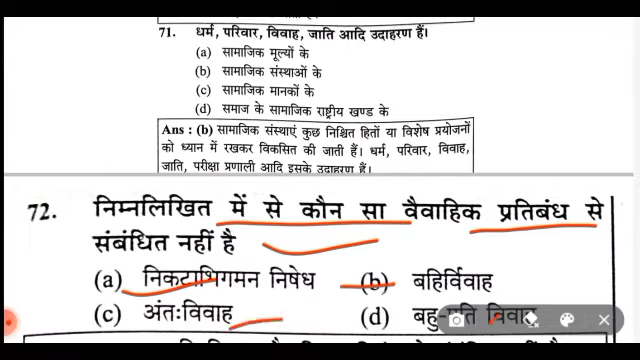 71. धर्म, परिवार, विवाह, जाति आदि उदाहरण हैं।
(a) सामाजिक मूल्यों के
(b) सामाजिक संस्थाओं के
(c) सामाजिक मानकों के
(d) समाज के सामाजिक राष्ट्रीय खण्ड के
Ans : (b) सामाजिक संस्थाएं कुछ निश्चित हितों या विशेष प्रयोजनों
को ध्यान में रखकर विकसित की जाती हैं। धर्म, परिवार, विवाह,
जाति, परीक्षा प्रणाली आदि इसके उदाहरण हैं।
72. निम्नलिखित में से कौन सा वैवाहिक प्रतिबंध से
संबंधित नहीं है
(a) निकटाभिगमन निषेध (b) बहिर्विवाह
(c) अंतःविवाह (d) बहु-पति विवाह